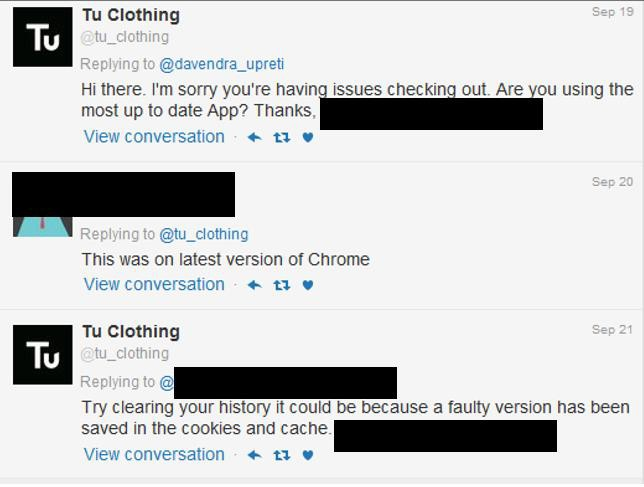 Tu Clothing
Sep 19
Tu
@tu_clothing
Replying to @davendra_upreti
Hi there. I'm sorry you're having issues checking out. Are you using the
most up to date App? Thanks,
View conversation ·
Sep 20
Replying to @tu_clothing
This was on latest version of Chrome
View conversation ·
Tu Clothing
Sep 21
Tu
@tu_clothing
Replying to @
Try clearing your history it could be because a faulty version has been
saved in the cookies and cache.
View conversation ·